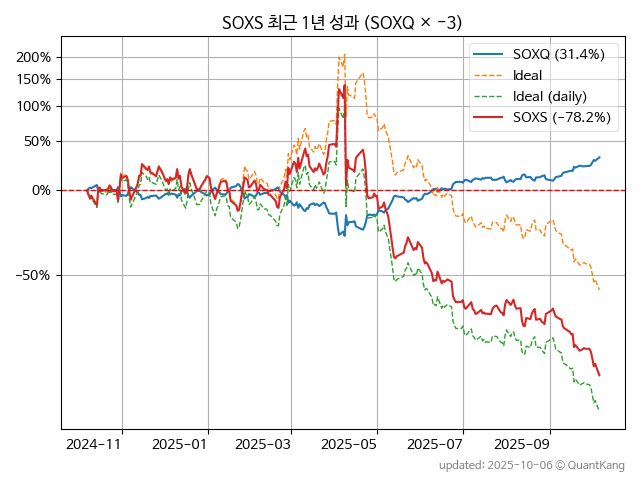 SOXS 최근 1년 성과 (SOXQ × −3)
200%
150%
100%
50%
0%
−50%
SOXQ (31.4%)
Ideal
Ideal (daily)
SOXS (−78.2%)
2024-11
2025-01
2025-03
2025-05
2025-07
2025-09
updated: 2025-10-06 © QuantKang